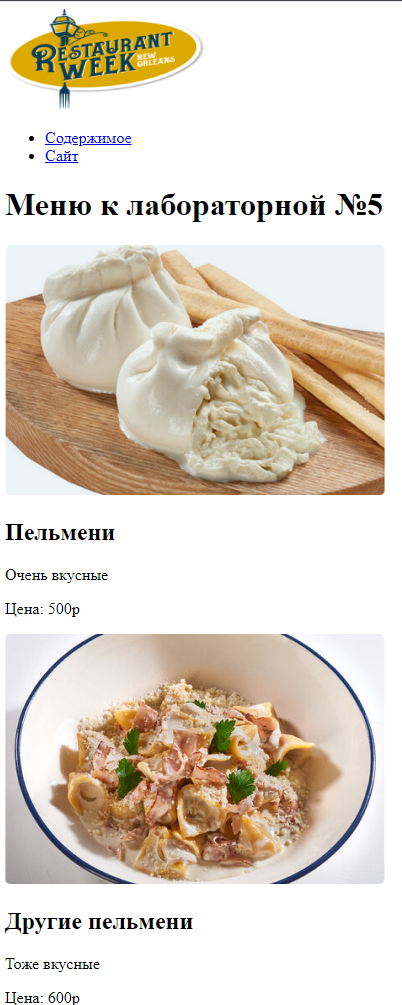 RESTAURANT
WEEK
NEW
ORLEANS
Содержимое
Сайт
Меню к лабораторной №5
Пельмени
Очень вкусные
Цена: 500р
Другие пельмени
Тоже вкусные
Цена: 600р